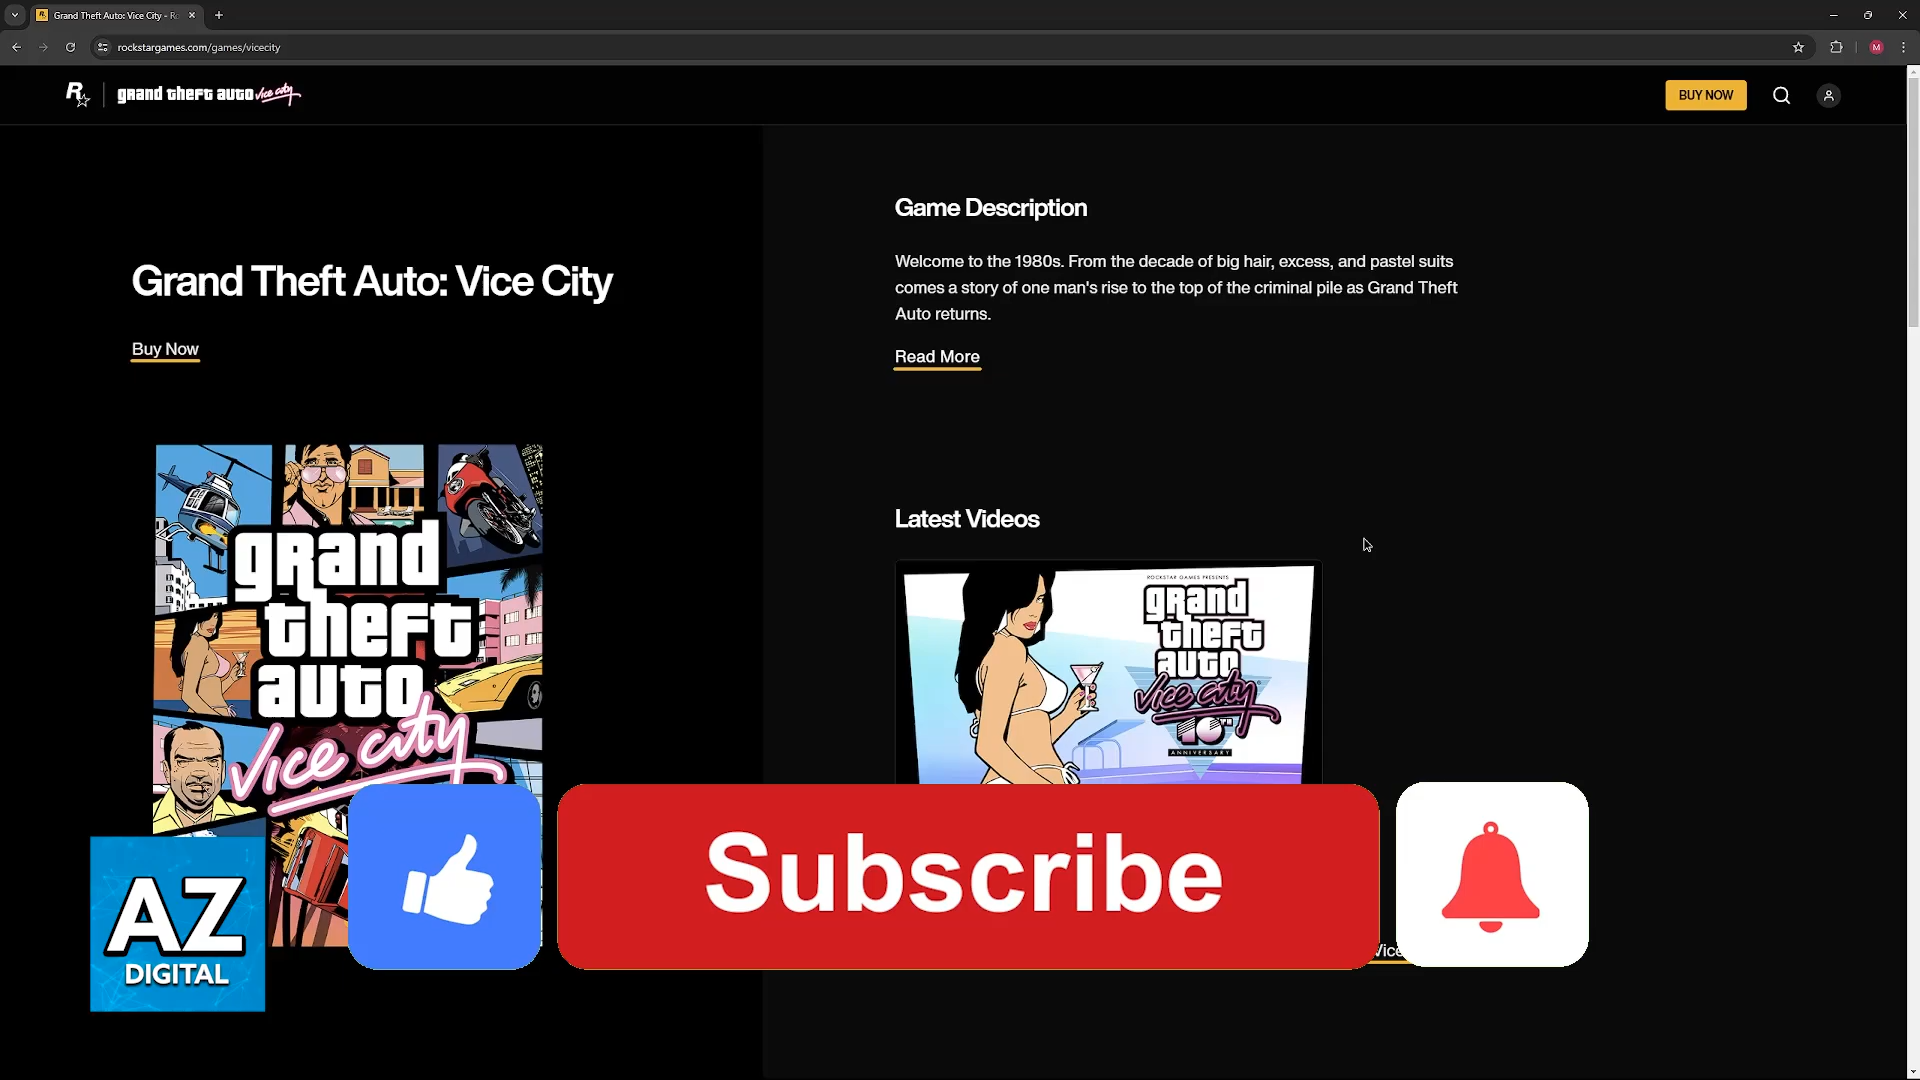 Grand Theft Auto: Vice City - Ro
rockstargames.com/games/vicecity
M
R
grand theft auto vice city
BUY NOW
Game Description
Welcome to the 1980s. From the decade of big hair, excess, and pastel suits
comes a story of one man's rise to the top of the criminal pile as Grand Theft
Auto returns.
Read More
Grand Theft Auto: Vice City
Buy Now
grand
theft
auto
vice city
Latest Videos
ROCKSTAR GAMES PRESENTS
grand
theft
auto
vice city
10TH
ANNIVERSARY
Subscribe
Vice
AZ
DIGITAL